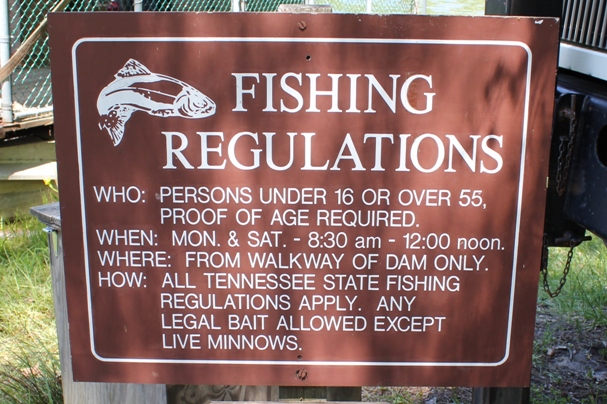 FISHING
REGULATIONS
WHO: PERSONS UNDER 16 OR OVER 55,
PROOF OF AGE REQUIRED.
WHEN: MON. & SAT. - 8:30 am - 12:00 noon.
WHERE: FROM WALKWAY OF DAM ONLY.
HOW: ALL TENNESSEE STATE FISHING
REGULATIONS APPLY. ANY
LEGAL BAIT ALLOWED EXCEPT
LIVE MINNOWS.